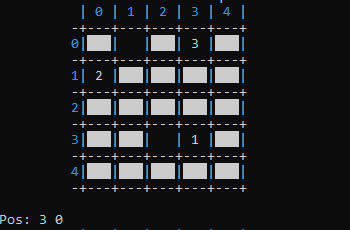 | 0 | 1 | 2 | 3 | 4 |
-+---+---+---+---+---+-
0|███|   |███| 3 |███|
-+---+---+---+---+---+-
1| 2 |███|███|███|███|
-+---+---+---+---+---+-
2|███|███|███|███|███|
-+---+---+---+---+---+-
3|███|███|   | 1 |███|
-+---+---+---+---+---+-
4|███|███|███|███|███|
-+---+---+---+---+---+-
Pos: 3 0